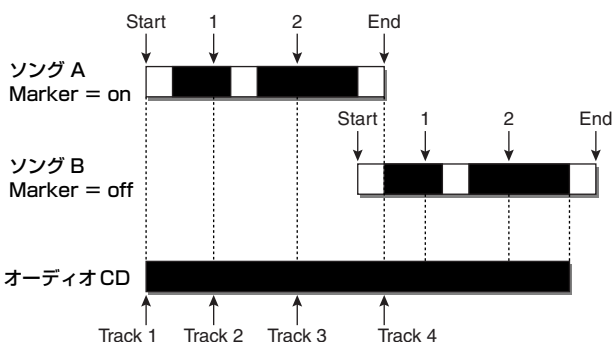 Start 1 2 End
ソング A
Marker = on
Start 1 2 End
ソング B
Marker = off
オーディオCD
Track 1 Track 2 Track 3 Track 4